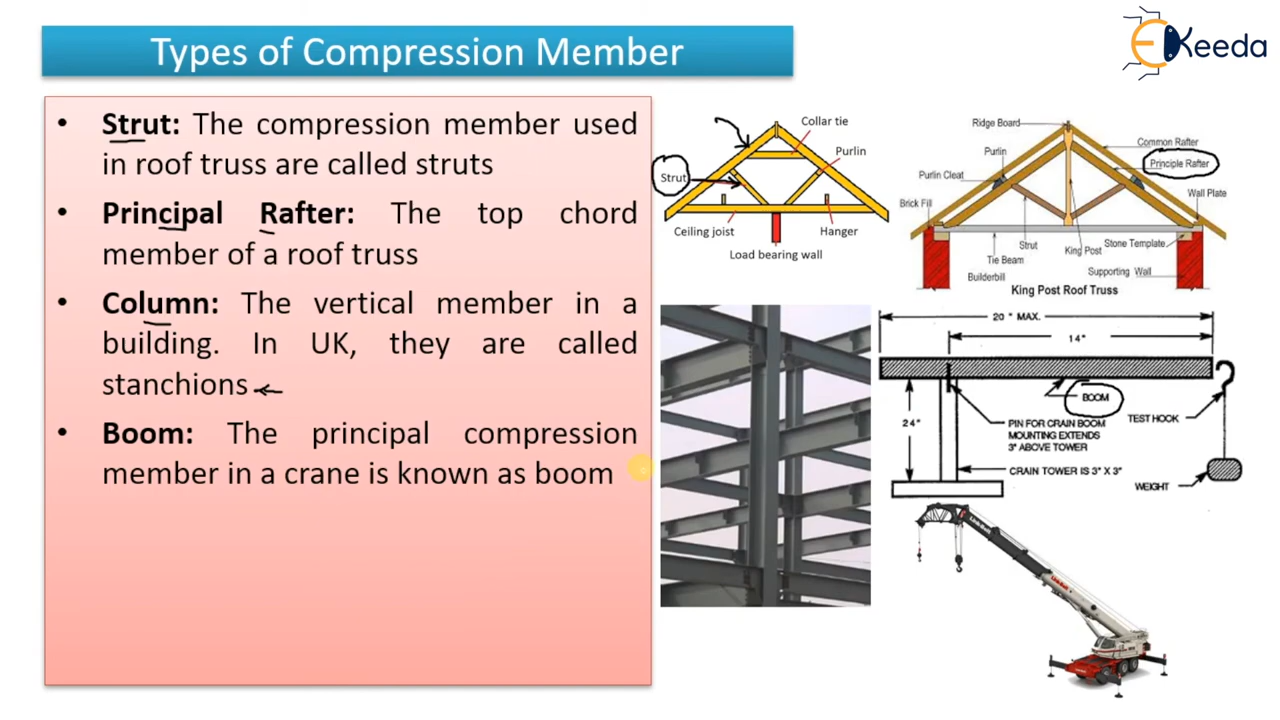 Types of Compression Member
EKeeda
• Strut: The compression member used
in roof truss are called struts
• Principal Rafter: The top chord
member of a roof truss
• Column: The vertical member in a
building. In UK, they are called
stanchions
• Boom: The principal compression
member in a crane is known as boom
Collar tie
Purlin
Strut
Ceiling joist
Hanger
Load bearing wall
Ridge Board
Common Rafter
Purlin
Principle Rafter
Purlin Cleat
Wall Plate
Brick Fill
Strut
King Post
Stone Template
Tie Beam
Builderbill
Supporting Wall
King Post Roof Truss
20" MAX.
14"
BOOM
24"
PIN FOR CRAIN BOOM
MOUNTING EXTENDS
3" ABOVE TOWER
TEST HOOK
CRAIN TOWER IS 3" X 3"
WEIGHT
Link-Belt